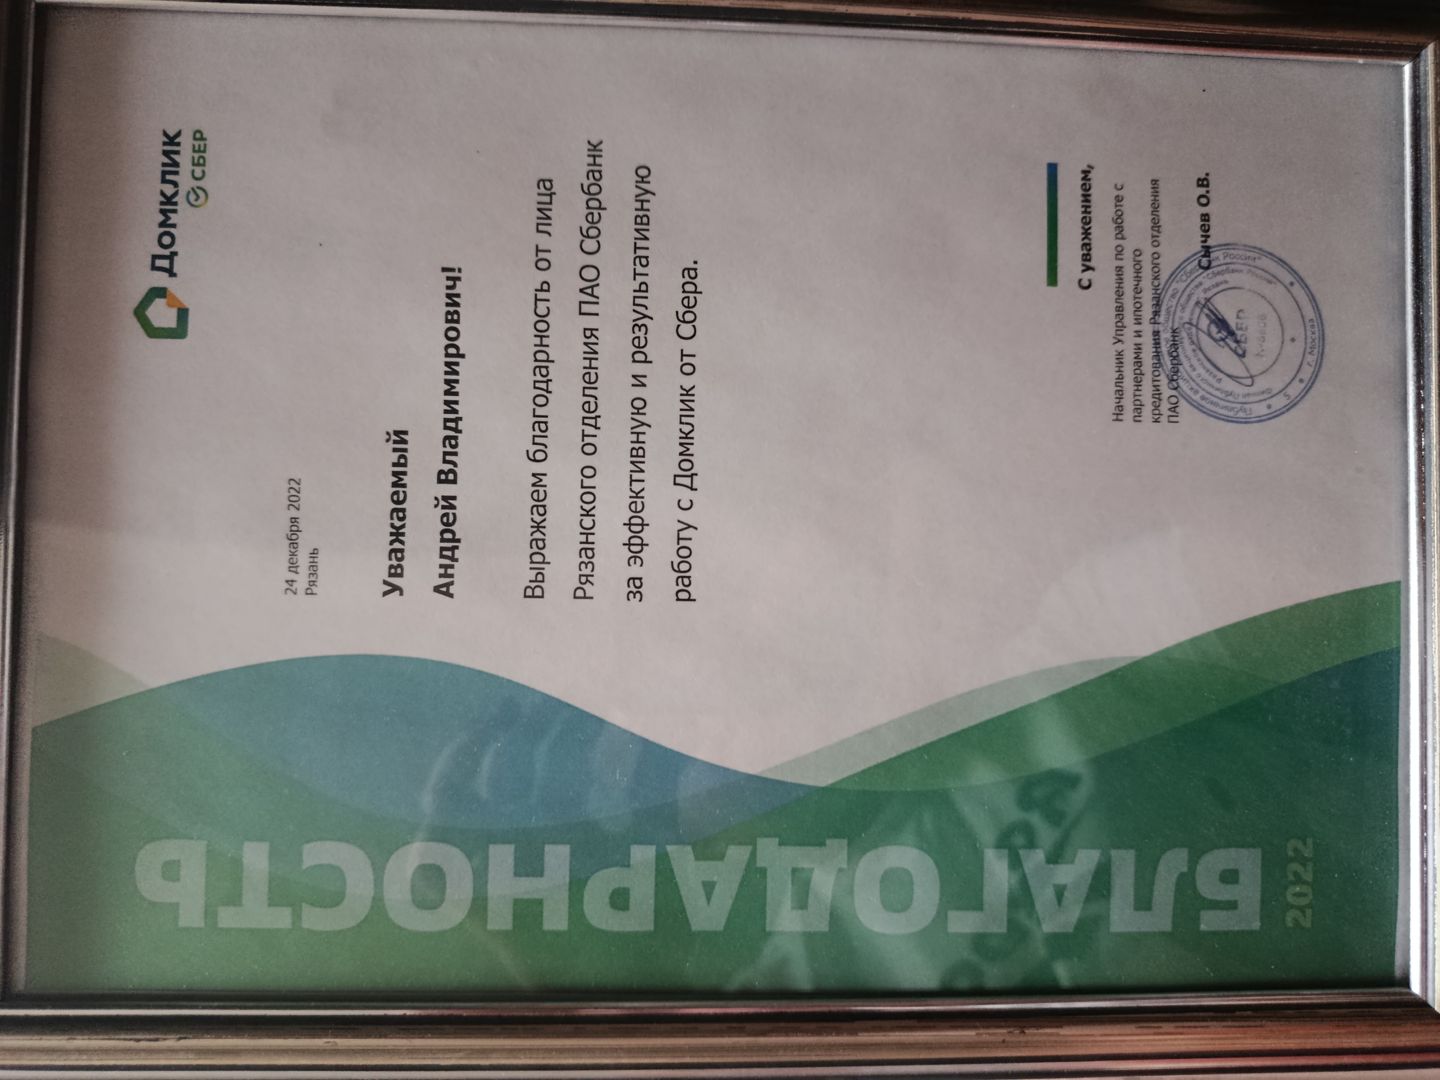 ДОМКЛИК
СБЕР
24 декабря 2022
Рязань
Уважаемый
Андрей Владимирович!
Выражаем благодарность от лица
Рязанского отделения ПАО Сбербанк
за эффективную и результативную
работу с Домклик от Сбера.
С уважением,
Начальник Управления по работе с
партнерами и ипотечного
кредитования Рязанского отделения
ПАО Сбербанк
Сычев О.В.
СБЕР
г. Москва
БЛАГОДАРНОСТЬ
2022